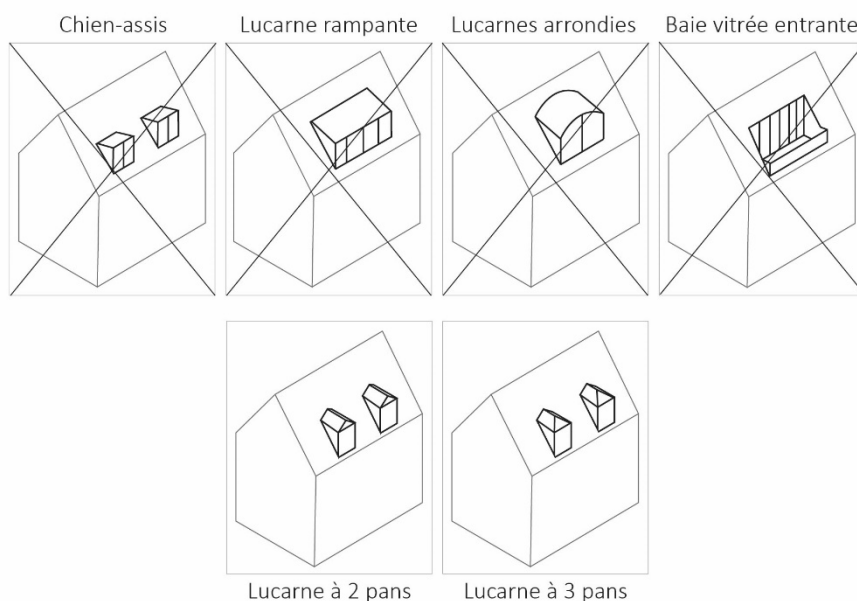 Chien-assis
Lucarne rampante
Lucarnes arrondies
Baie vitrée entrante
Lucarne à 2 pans
Lucarne à 3 pans